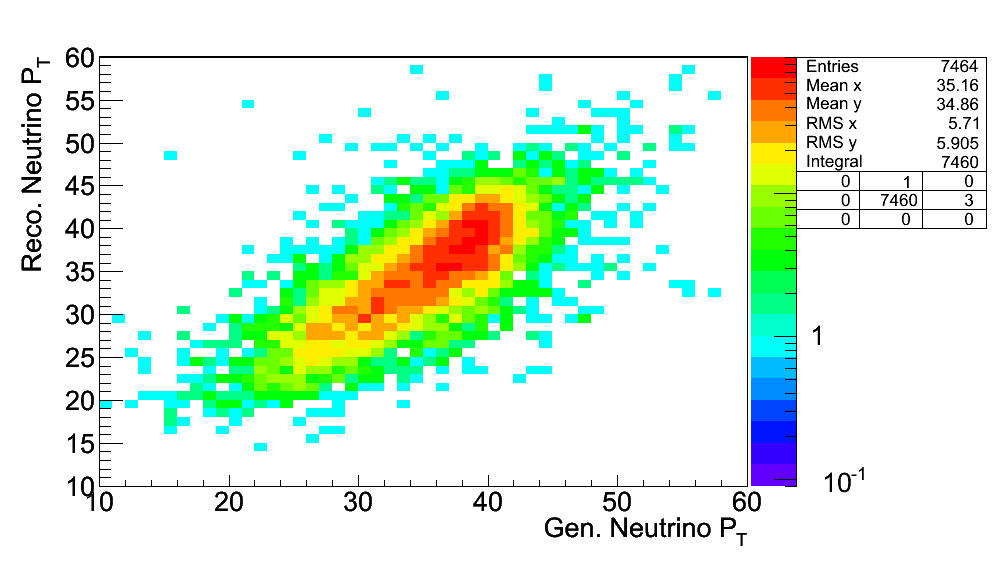 Reco. Neutrino P_T
60
55
50
45
40
35
30
25
20
15
10
10 20 30 40 50 60
Gen. Neutrino P_T
1
10^-1
Entries 7464
Mean x 35.16
Mean y 34.86
RMS x 5.71
RMS y 5.905
Integral 7460
0 1 0
0 7460 3
0 0 0